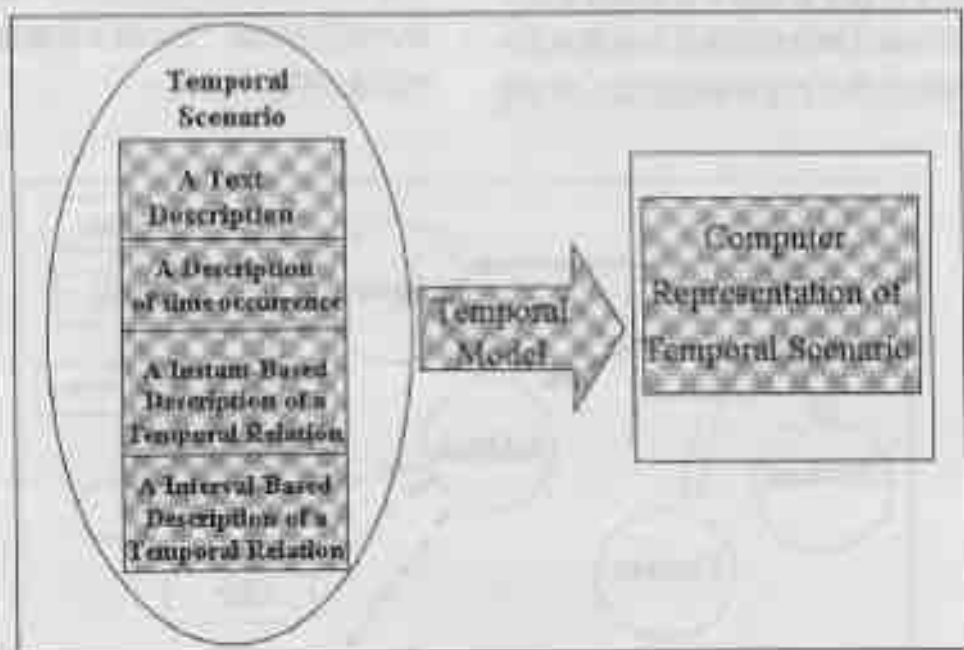 Temporal
Scenario
A Text
Description
A Description
of time occurrence
A Instant Based
Description of a
Temporal Relation
A Interval Based
Description of a
Temporal Relation
Temporal
Model
Computer
Representation of
Temporal Scenario